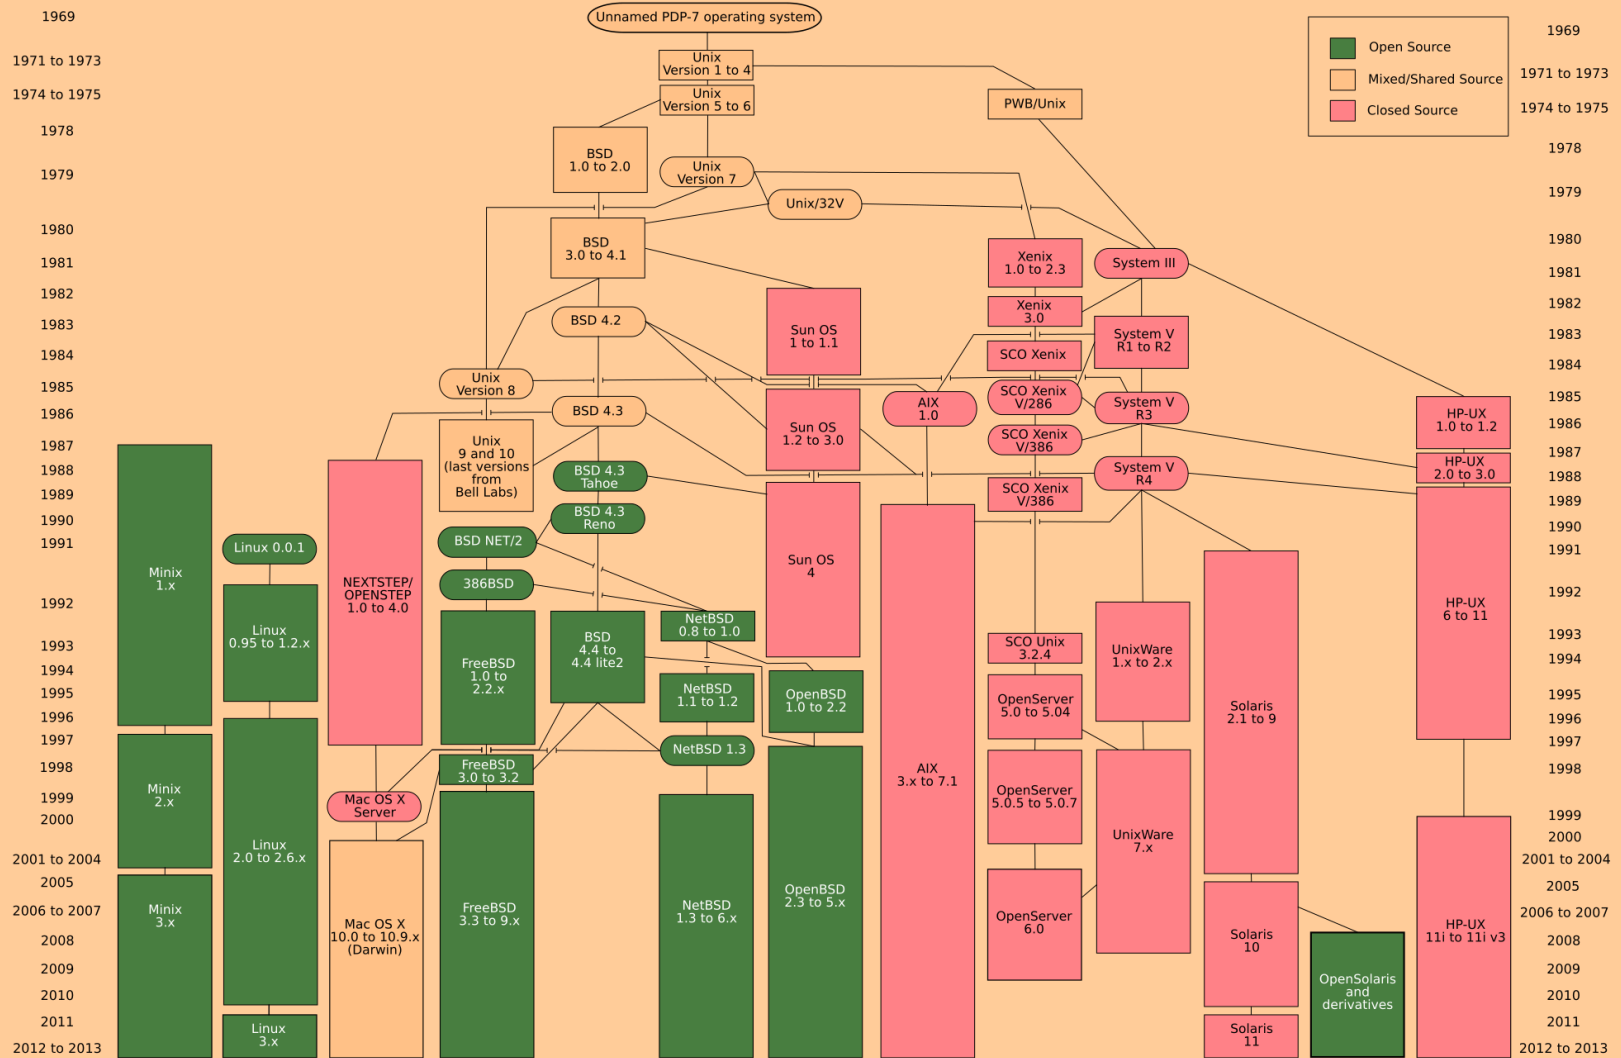 1969
1971 to 1973
1974 to 1975
1978
1979
1980
1981
1982
1983
1984
1985
1986
1987
1988
1989
1990
1991
1992
1993
1994
1995
1996
1997
1998
1999
2000
2001 to 2004
2005
2006 to 2007
2008
2009
2010
2011
2012 to 2013
Unnamed PDP-7 operating system
Unix
Version 1 to 4
Unix
Version 5 to 6
PWB/Unix
BSD
1.0 to 2.0
Unix
Version 7
Unix/32V
BSD
3.0 to 4.1
Xenix
1.0 to 2.3
System III
Xenix
3.0
BSD 4.2
Sun OS
1 to 1.1
System V
R1 to R2
SCO Xenix
Unix
Version 8
SCO Xenix
V/286
AIX
1.0
System V
R3
BSD 4.3
HP-UX
1.0 to 1.2
Sun OS
1.2 to 3.0
SCO Xenix
V/386
Unix
9 and 10
(last versions
from
Bell Labs)
HP-UX
2.0 to 3.0
BSD 4.3
Tahoe
System V
R4
SCO Xenix
V/386
BSD 4.3
Reno
BSD NET/2
Linux 0.0.1
Minix
1.x
386BSD
NEXTSTEP/
OPENSTEP
1.0 to 4.0
Sun OS
4
HP-UX
6 to 11
Linux
0.95 to 1.2.x
BSD
4.4 to
4.4 lite2
NetBSD
0.8 to 1.0
SCO Unix
3.2.4
UnixWare
1.x to 2.x
FreeBSD
1.0 to
2.2.x
NetBSD
1.1 to 1.2
OpenBSD
1.0 to 2.2
OpenServer
5.0 to 5.04
Solaris
2.1 to 9
NetBSD 1.3
FreeBSD
3.0 to 3.2
AIX
3.x to 7.1
Minix
2.x
Mac OS X
Server
OpenServer
5.0.5 to 5.0.7
UnixWare
7.x
Linux
2.0 to 2.6.x
OpenBSD
2.3 to 5.x
Minix
3.x
FreeBSD
3.3 to 9.x
NetBSD
1.3 to 6.x
OpenServer
6.0
Mac OS X
10.0 to 10.9.x
(Darwin)
Solaris
10
HP-UX
11i to 11i v3
OpenSolaris
and
derivatives
Linux
3.x
Solaris
11
Open Source
Mixed/Shared Source
Closed Source
1969
1971 to 1973
1974 to 1975
1978
1979
1980
1981
1982
1983
1984
1985
1986
1987
1988
1989
1990
1991
1992
1993
1994
1995
1996
1997
1998
1999
2000
2001 to 2004
2005
2006 to 2007
2008
2009
2010
2011
2012 to 2013